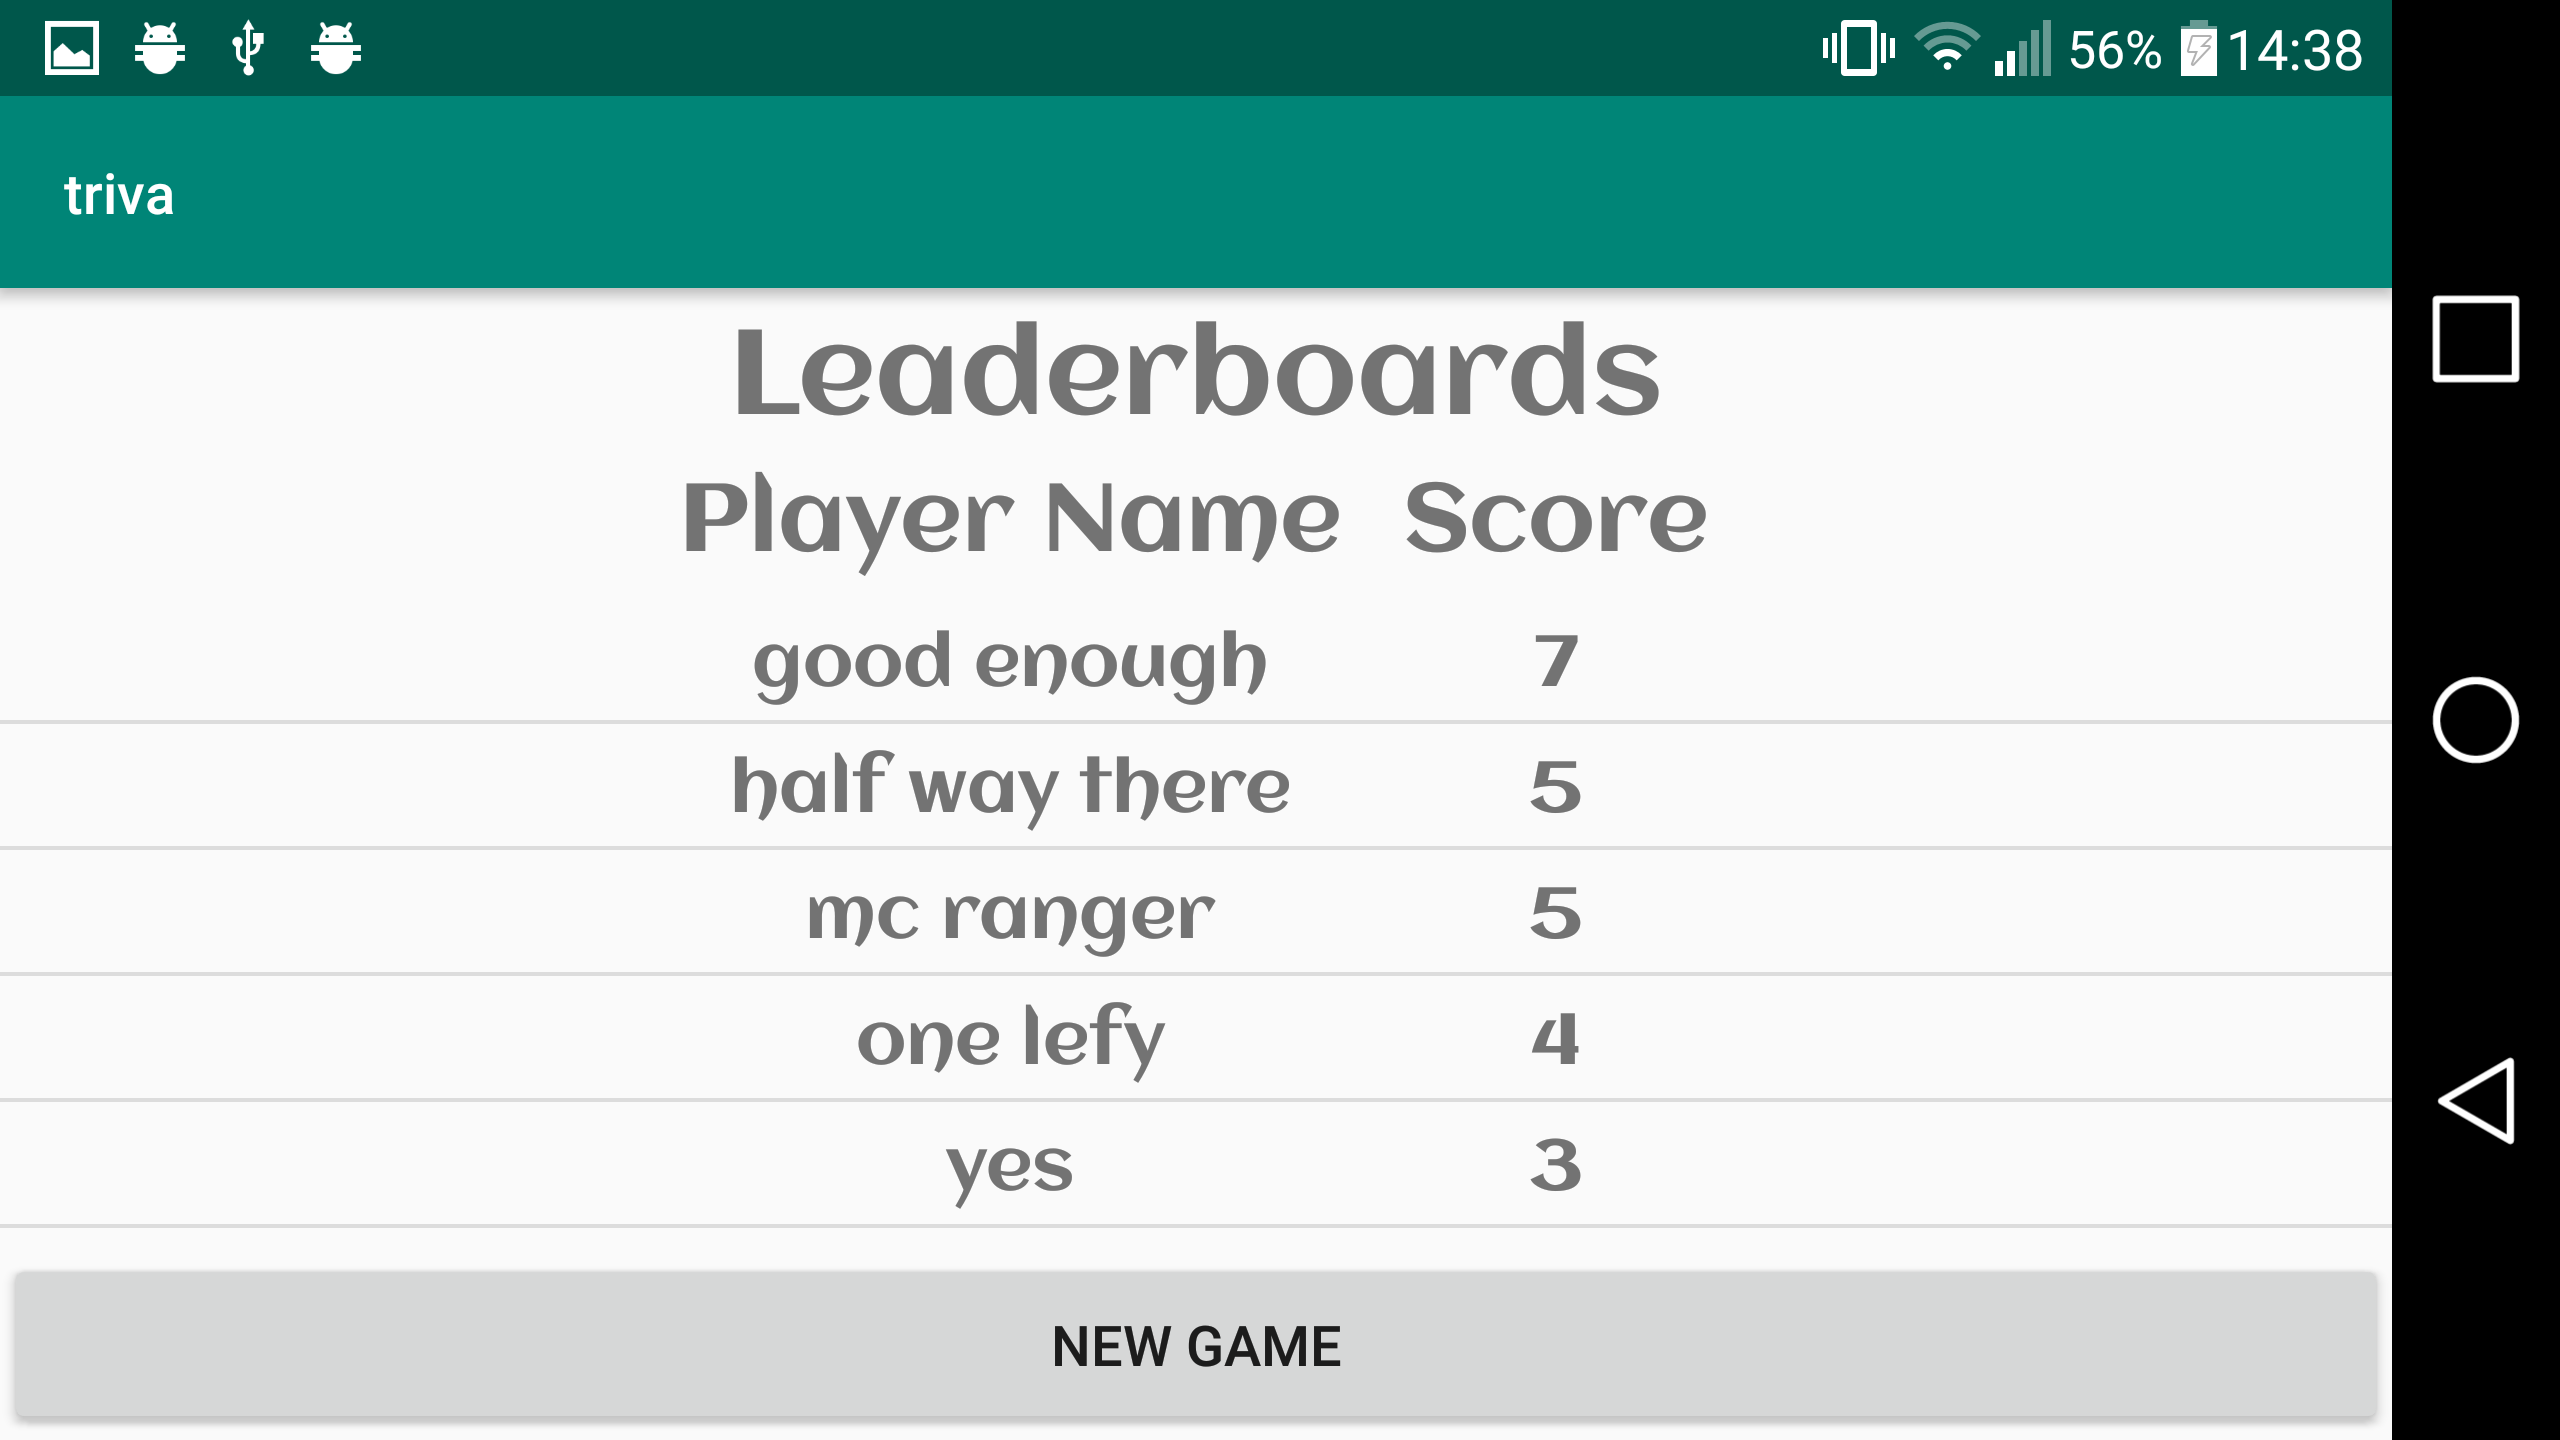 56% 14:38
triva
Leaderboards
Player Name Score
good enough 7
half way there 5
mc ranger 5
one lefy 4
yes 3
NEW GAME